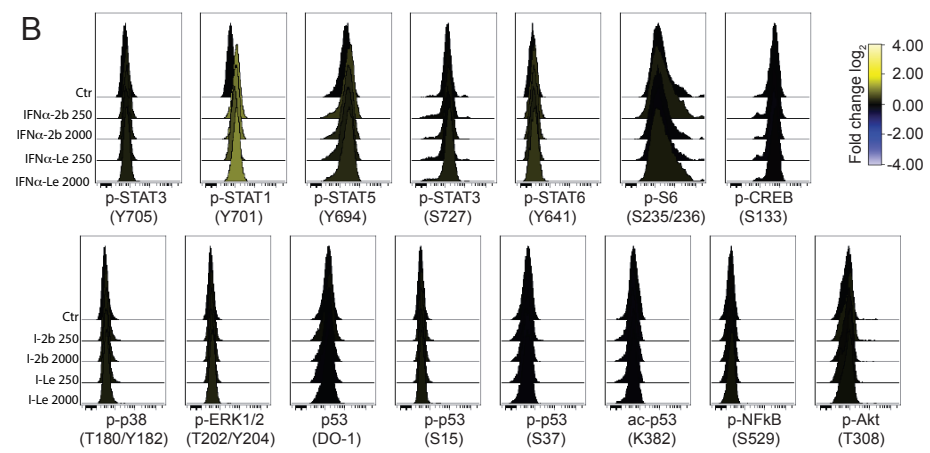 B
Ctr
IFNα-2b 250
IFNα-2b 2000
IFNα-Le 250
IFNα-Le 2000
p-STAT3
(Y705)
p-STAT1
(Y701)
p-STAT5
(Y694)
p-STAT3
(S727)
p-STAT6
(Y641)
p-S6
(S235/236)
p-CREB
(S133)
Fold change log2
4.00
2.00
0.00
-2.00
-4.00
Ctr
I-2b 250
I-2b 2000
I-Le 250
I-Le 2000
p-p38
(T180/Y182)
p-ERK1/2
(T202/Y204)
p53
(DO-1)
p-p53
(S15)
p-p53
(S37)
ac-p53
(K382)
p-NFkB
(S529)
p-Akt
(T308)